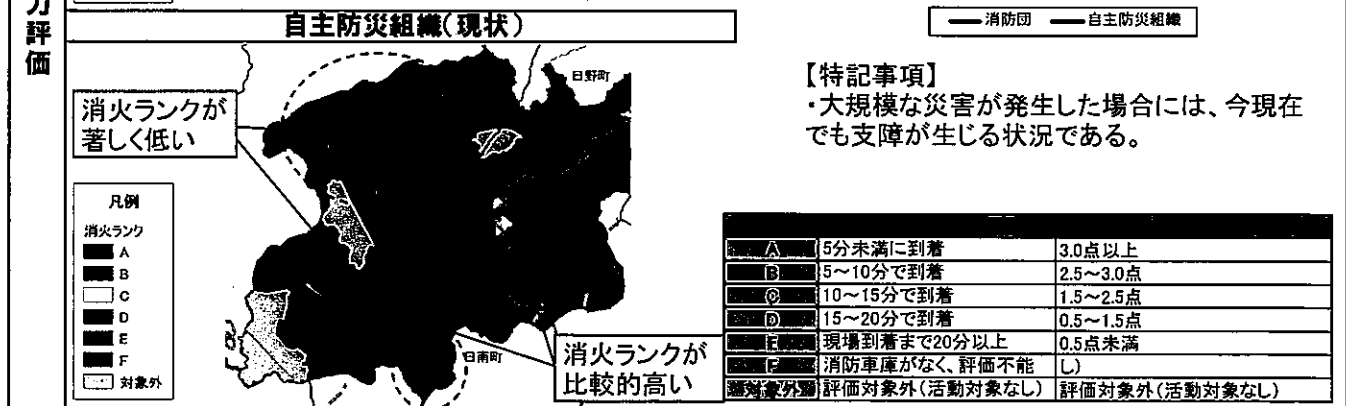 力評価
自主防災組織(現状)
消防団 自主防災組織
日野町
消火ランクが
著しく低い
【特記事項】
・大規模な災害が発生した場合には、今現在
でも支障が生じる状況である。
凡例
消火ランク
A
B
C
D
E
F
対象外
日南町
消火ランクが
比較的高い
A 5分未満に到着 3.0点以上
B 5～10分で到着 2.5～3.0点
C 10～15分で到着 1.5～2.5点
D 15～20分で到着 0.5～1.5点
E 現場到着まで20分以上 0.5点未満
F 消防車庫がなく、評価不能 し)
対象外 評価対象外(活動対象なし) 評価対象外(活動対象なし)